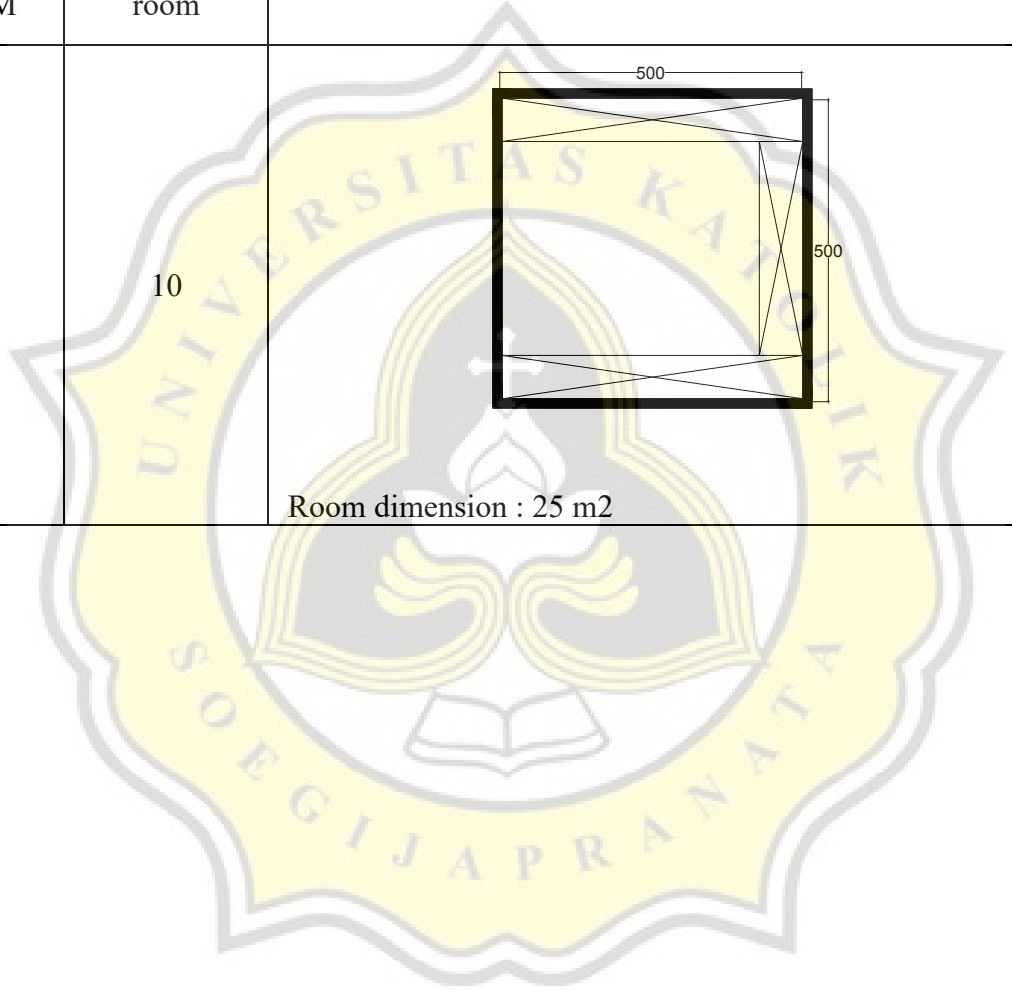 M room
500
500
10
Room dimension : 25 m2
UNIVERSITAS KATOLIK
SOEGIJAPRANATA